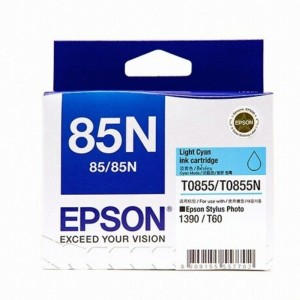 85N
85/85N
EPSON
EXCEED YOUR VISION
EPSON
Light Cyan
ink cartridge
T0855/T0855N
Epson Stylus Photo
1390 / T60